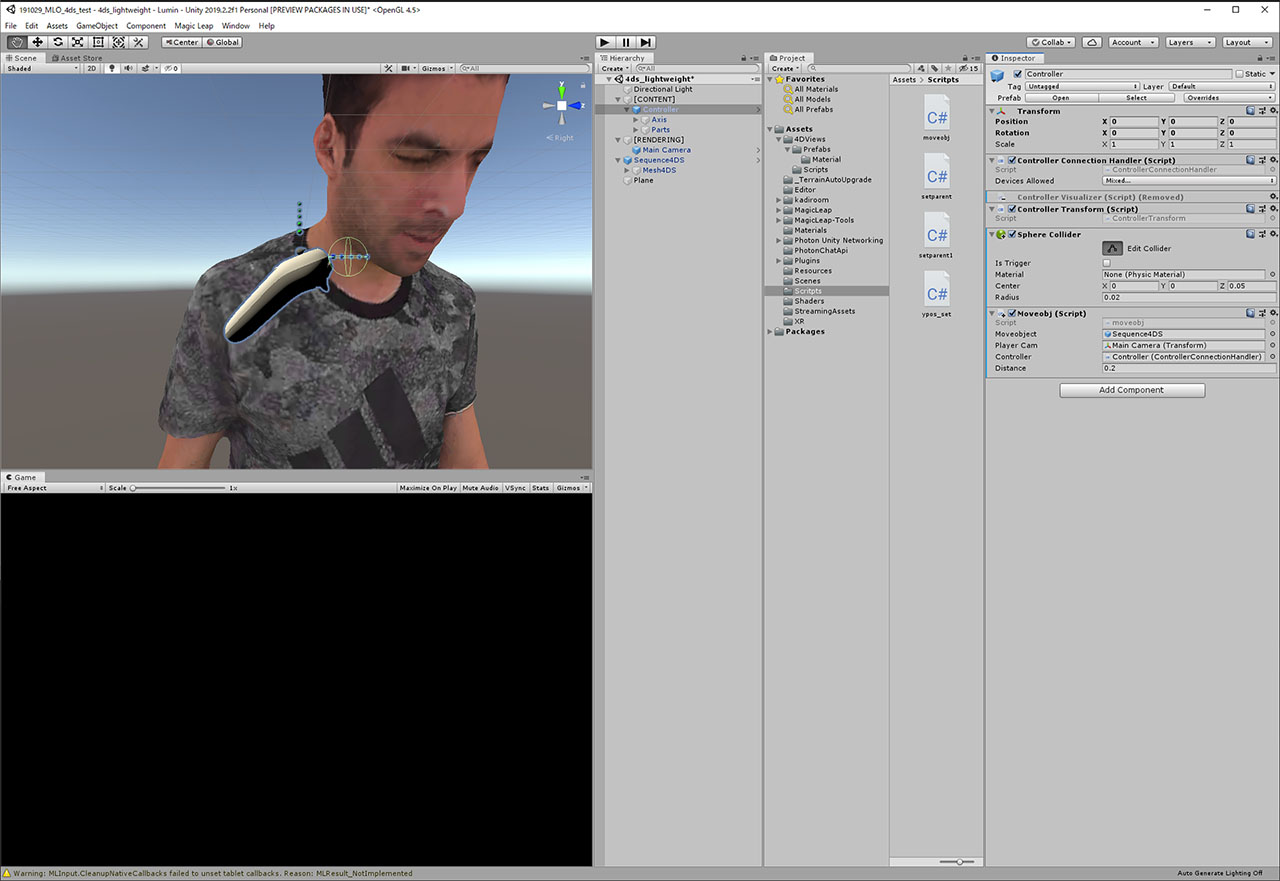 191029_MLO_4ds_test - 4ds_lightweight - Lumin - Unity 2019.2.2f1 Personal [PREVIEW PACKAGES IN USE]* <OpenGL 4.5>
File Edit Assets GameObject Component Magic Leap Window Help
Center Global Collab Account Layers Layout
Scene Asset Store
Shaded 2D 0 Gizmos All
Y
Z
Right
Game
Free Aspect Scale 1x Maximize On Play Mute Audio VSync Stats Gizmos
Hierarchy
Create All
4ds_lightweight*
Directional Light
[CONTENT]
Controller
Axis
Parts
[RENDERING]
Main Camera
Sequence4DS
Mesh4DS
Plane
Project
Create 15
Favorites
All Materials
All Models
All Prefabs
Assets
4DViews
Prefabs
Material
Scripts
_TerrainAutoUpgrade
Editor
kadiroom
MagicLeap
MagicLeap-Tools
Materials
Photon Unity Networking
PhotonChatApi
Plugins
Resources
Scenes
Scritpts
Shaders
StreamingAssets
XR
Packages
Assets Scritpts
C#
moveobj
C#
setparent
C#
setparent1
C#
ypos_set
Inspector
Controller Static
Tag Untagged Layer Default
Prefab Open Select Overrides
Transform
Position X 0 Y 0 Z 0
Rotation X 0 Y 0 Z 0
Scale X 1 Y 1 Z 1
Controller Connection Handler (Script)
Script ControllerConnectionHandler
Devices Allowed Mixed...
Controller Visualizer (Script) (Removed)
Controller Transform (Script)
Script ControllerTransform
Sphere Collider
Edit Collider
Is Trigger
Material None (Physic Material)
Center X 0 Y 0 Z 0.05
Radius 0.02
Moveobj (Script)
Script moveobj
Moveobject Sequence4DS
Player Cam Main Camera (Transform)
Controller Controller (ControllerConnectionHandler)
Distance 0.2
Add Component
Warning: MLInput.CleanupNativeCallbacks failed to unset tablet callbacks. Reason: MLResult_NotImplemented
Auto Generate Lighting Off